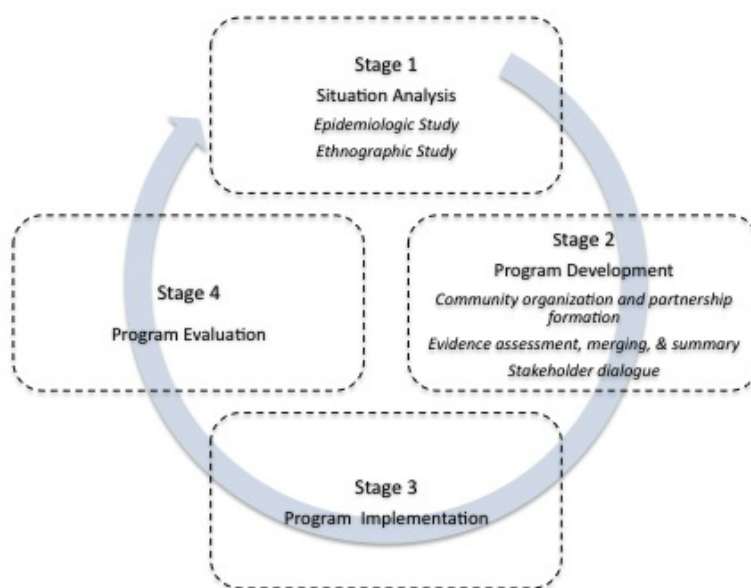 Stage 1
Situation Analysis
Epidemiologic Study
Ethnographic Study
Stage 2
Program Development
Community organization and partnership
formation
Evidence assessment, merging, & summary
Stakeholder dialogue
Stage 3
Program Implementation
Stage 4
Program Evaluation